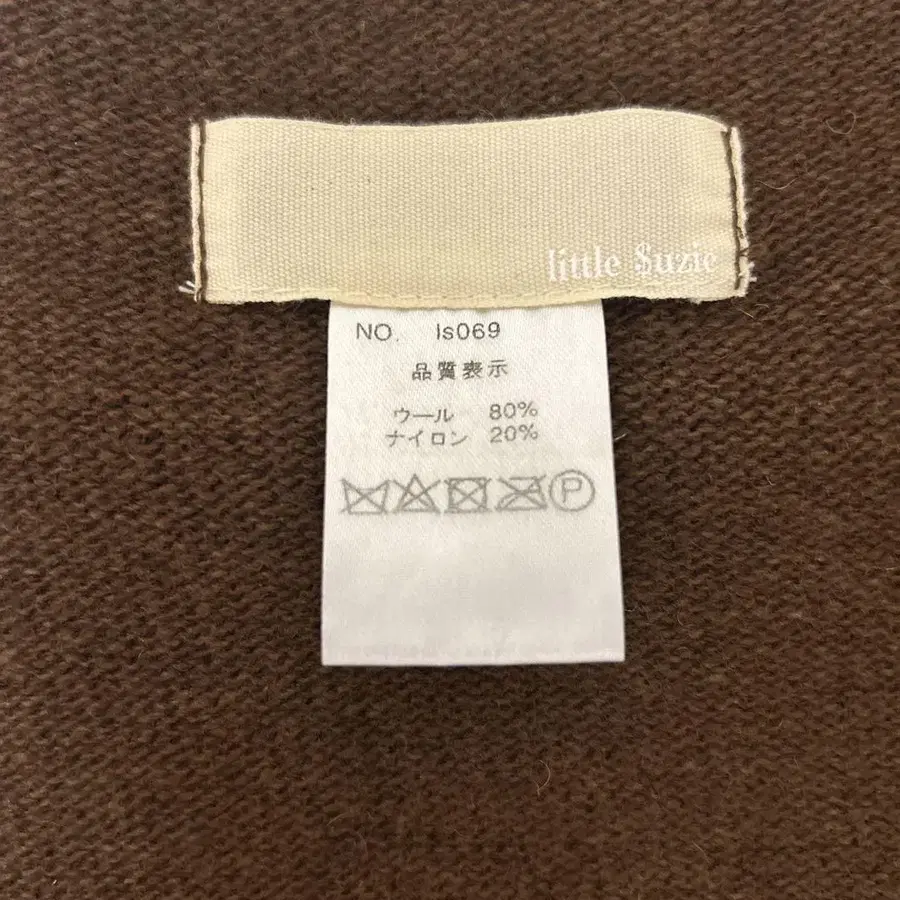 little $uzie
NO. ls069
品質表示
ウール 80%
ナイロン 20%
P